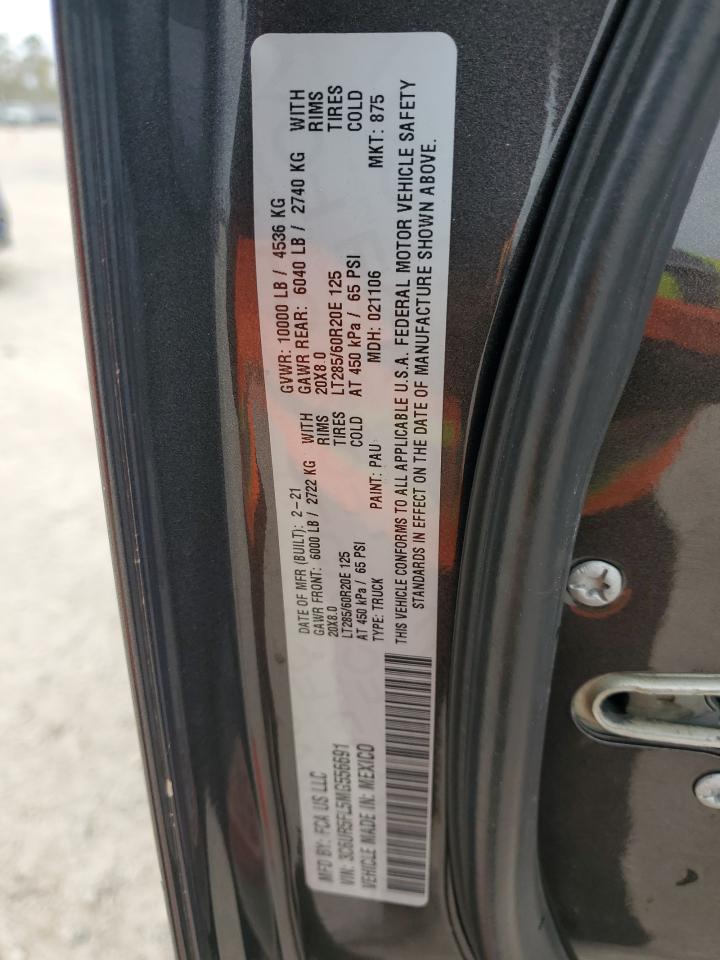 MFD BY: FCA US LLC
DATE OF MFR (BUILT): 2-21
GVWR: 10000 LB / 4536 KG
GAWR FRONT: 6000 LB / 2722 KG WITH
GAWR REAR: 6040 LB / 2740 KG WITH
20X8.0 RIMS
20X8.0 RIMS
LT285/60R20E 125 TIRES
LT285/60R20E 125 TIRES
AT 450 kPa / 65 PSI COLD
AT 450 kPa / 65 PSI COLD
VIN: 3C6UR5FL5MG556691
TYPE: TRUCK PAINT: PAU MDH: 021106 MKT: 875
VEHICLE MADE IN: MEXICO
THIS VEHICLE CONFORMS TO ALL APPLICABLE U.S.A. FEDERAL MOTOR VEHICLE SAFETY
STANDARDS IN EFFECT ON THE DATE OF MANUFACTURE SHOWN ABOVE.